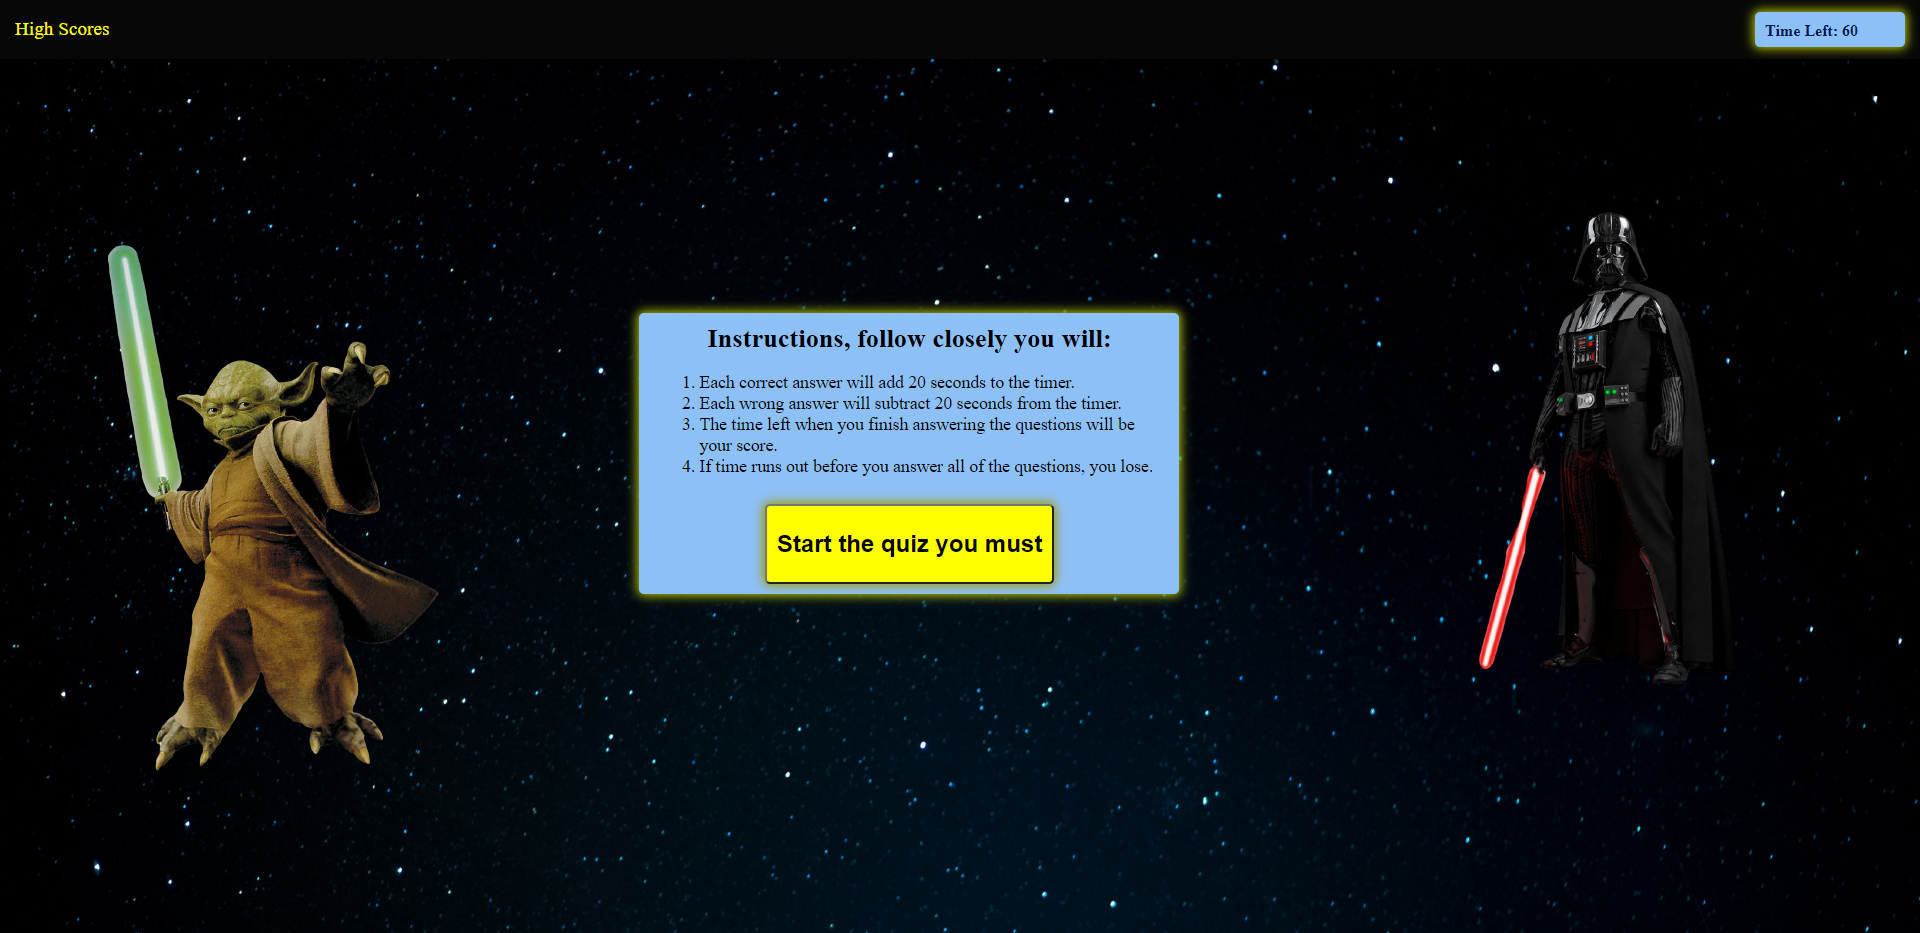 High Scores
Time Left: 60
Instructions, follow closely you will:
1. Each correct answer will add 20 seconds to the timer.
2. Each wrong answer will subtract 20 seconds from the timer.
3. The time left when you finish answering the questions will be
your score.
4. If time runs out before you answer all of the questions, you lose.
Start the quiz you must